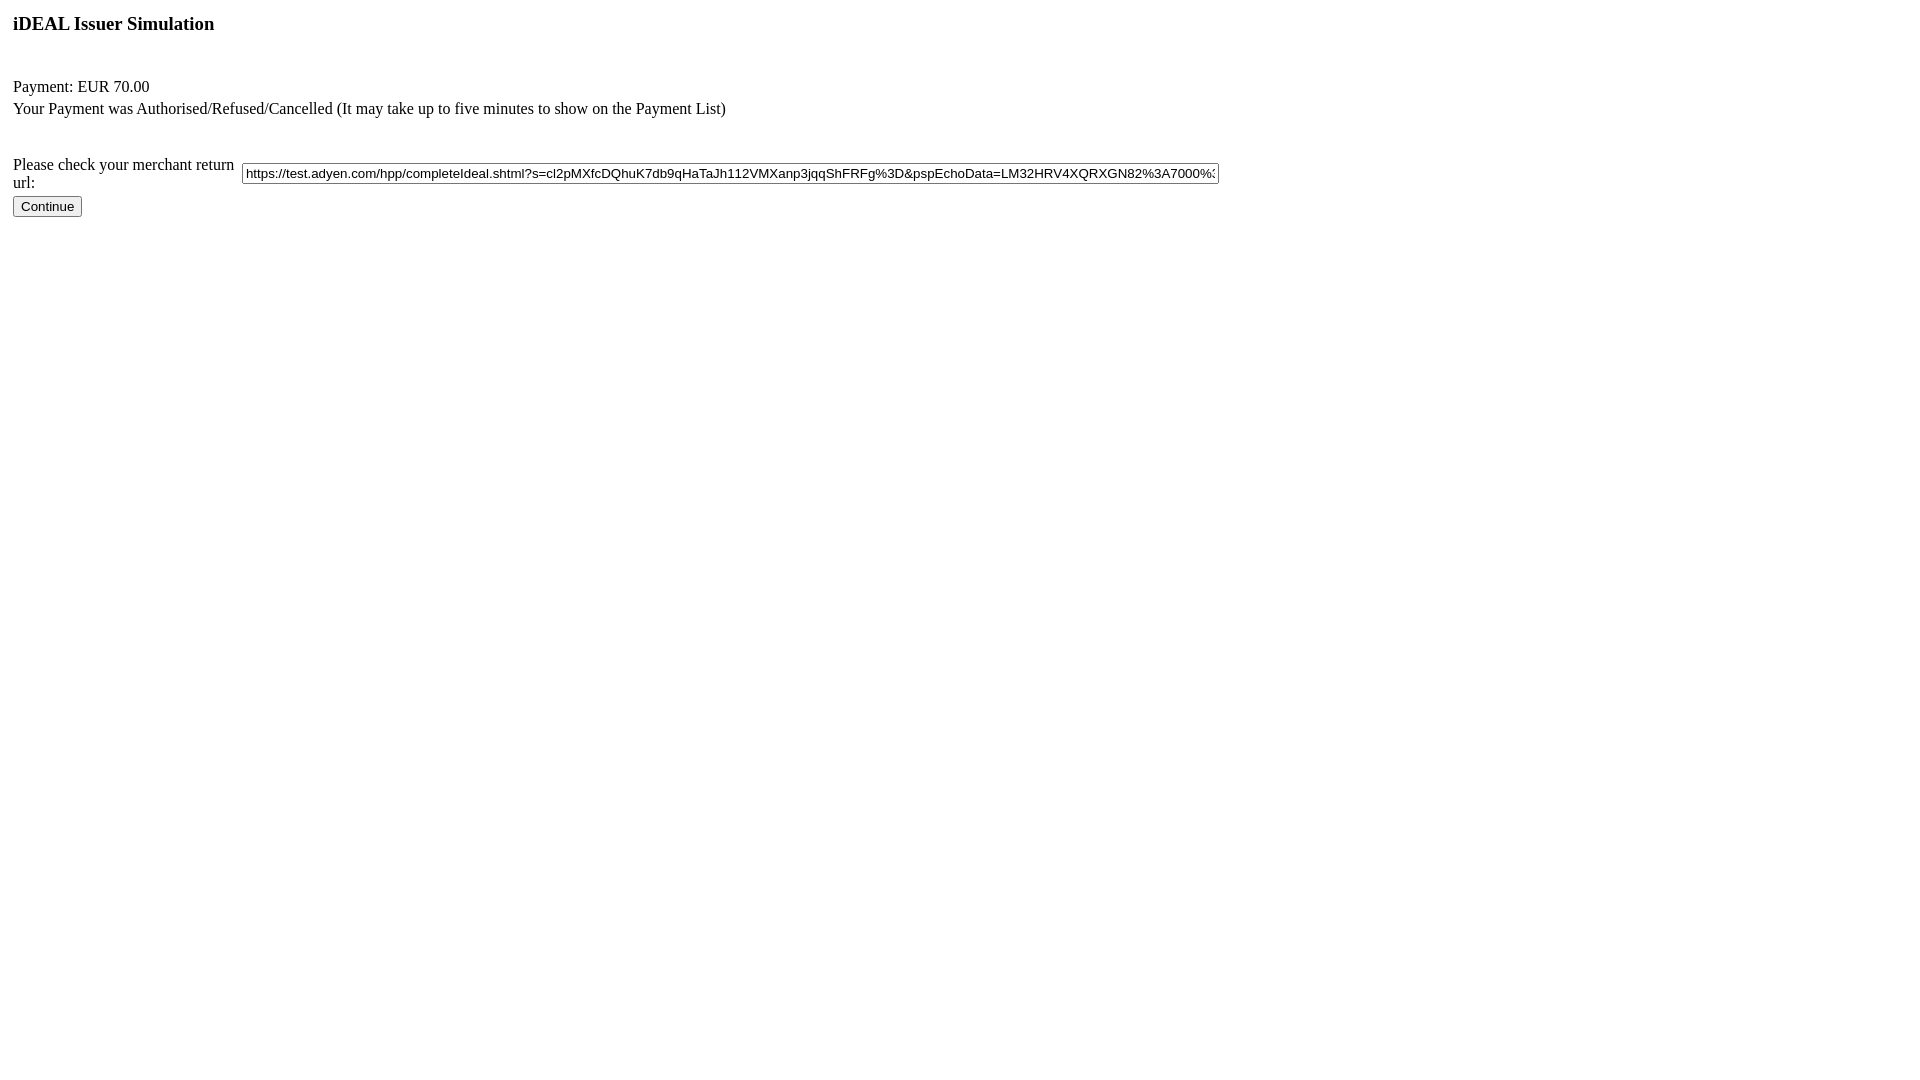 iDEAL Issuer Simulation
Payment: EUR 70.00
Your Payment was Authorised/Refused/Cancelled (It may take up to five minutes to show on the Payment List)
Please check your merchant return
url:
https://test.adyen.com/hpp/completeIdeal.shtml?s=cl2pMXfcDQhuK7db9qHaTaJh112VMXanp3jqqShFRFg%3D&pspEchoData=LM32HRV4XQRXGN82%3A7000%3
Continue